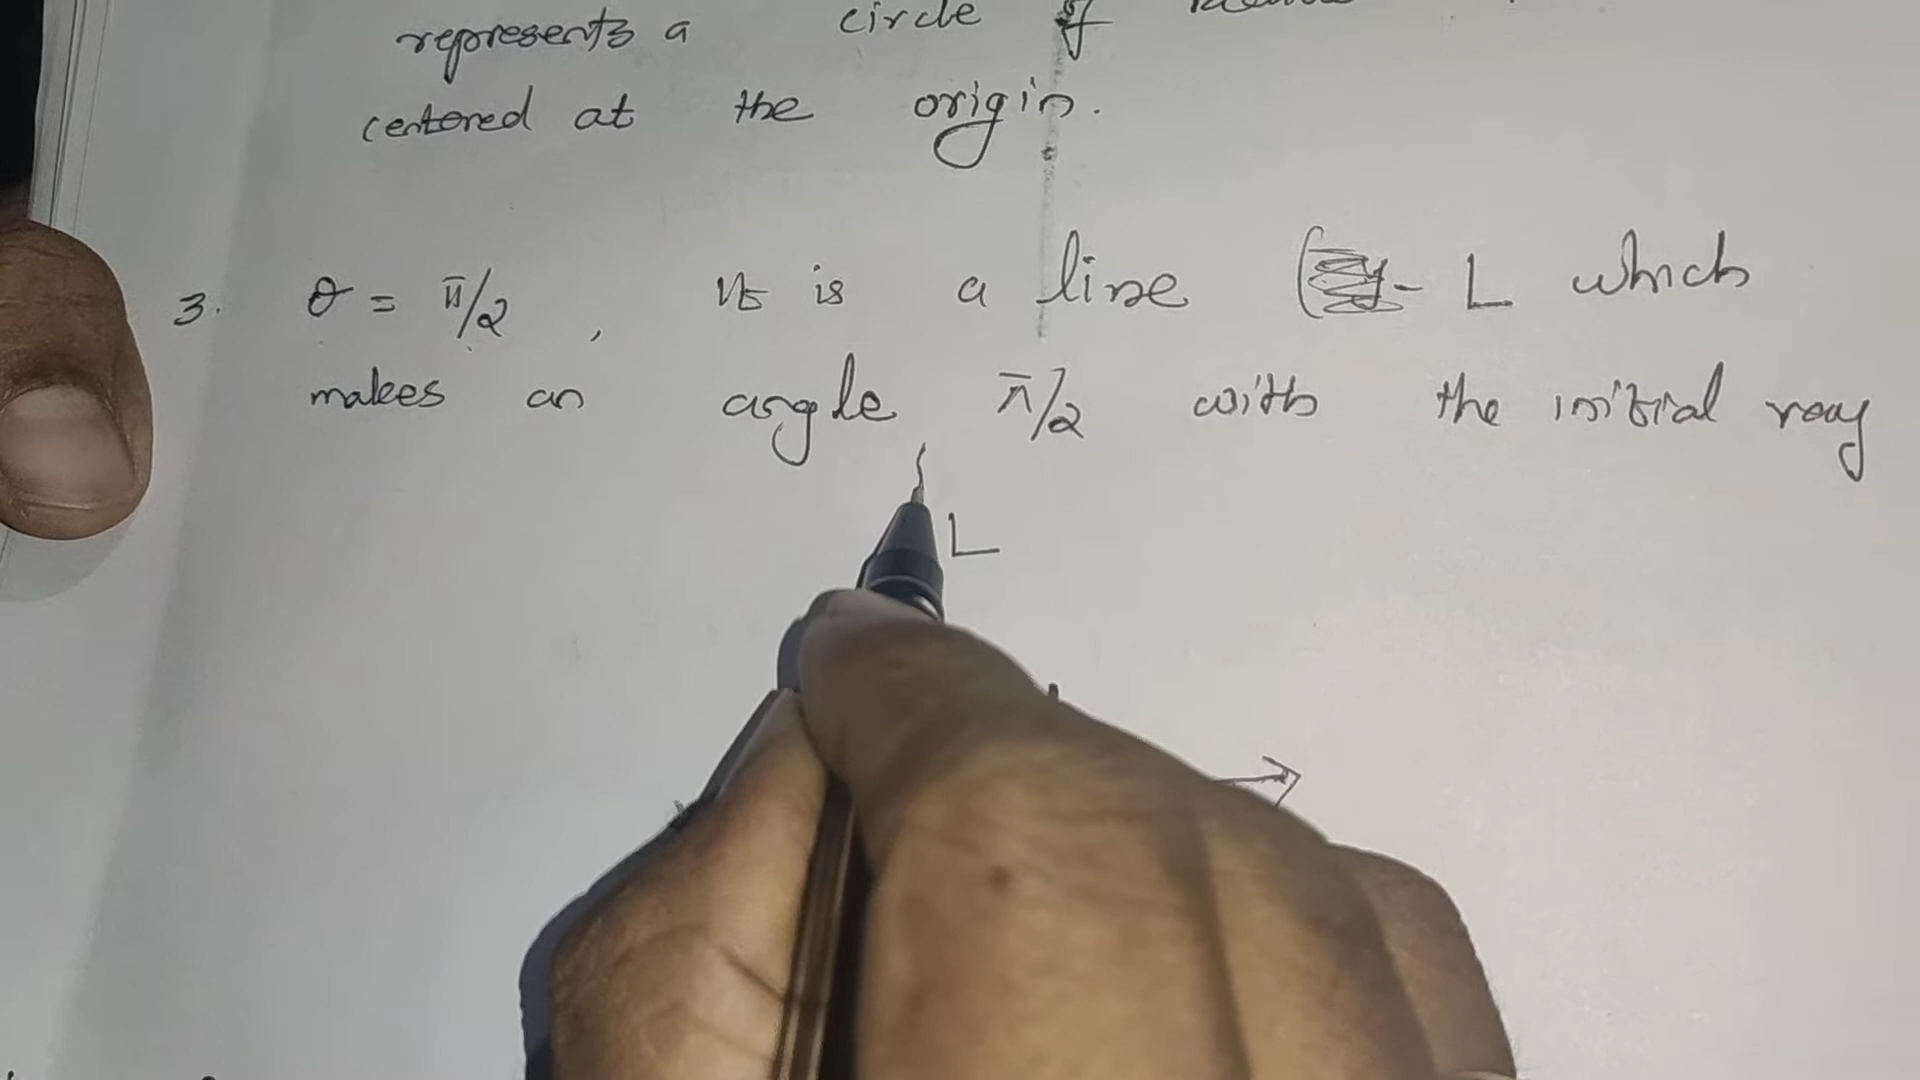 represents a circle of
centered at the origin.
3. θ = π/2, It is a line ( L which
makes an angle π/2 with the initial ray
L